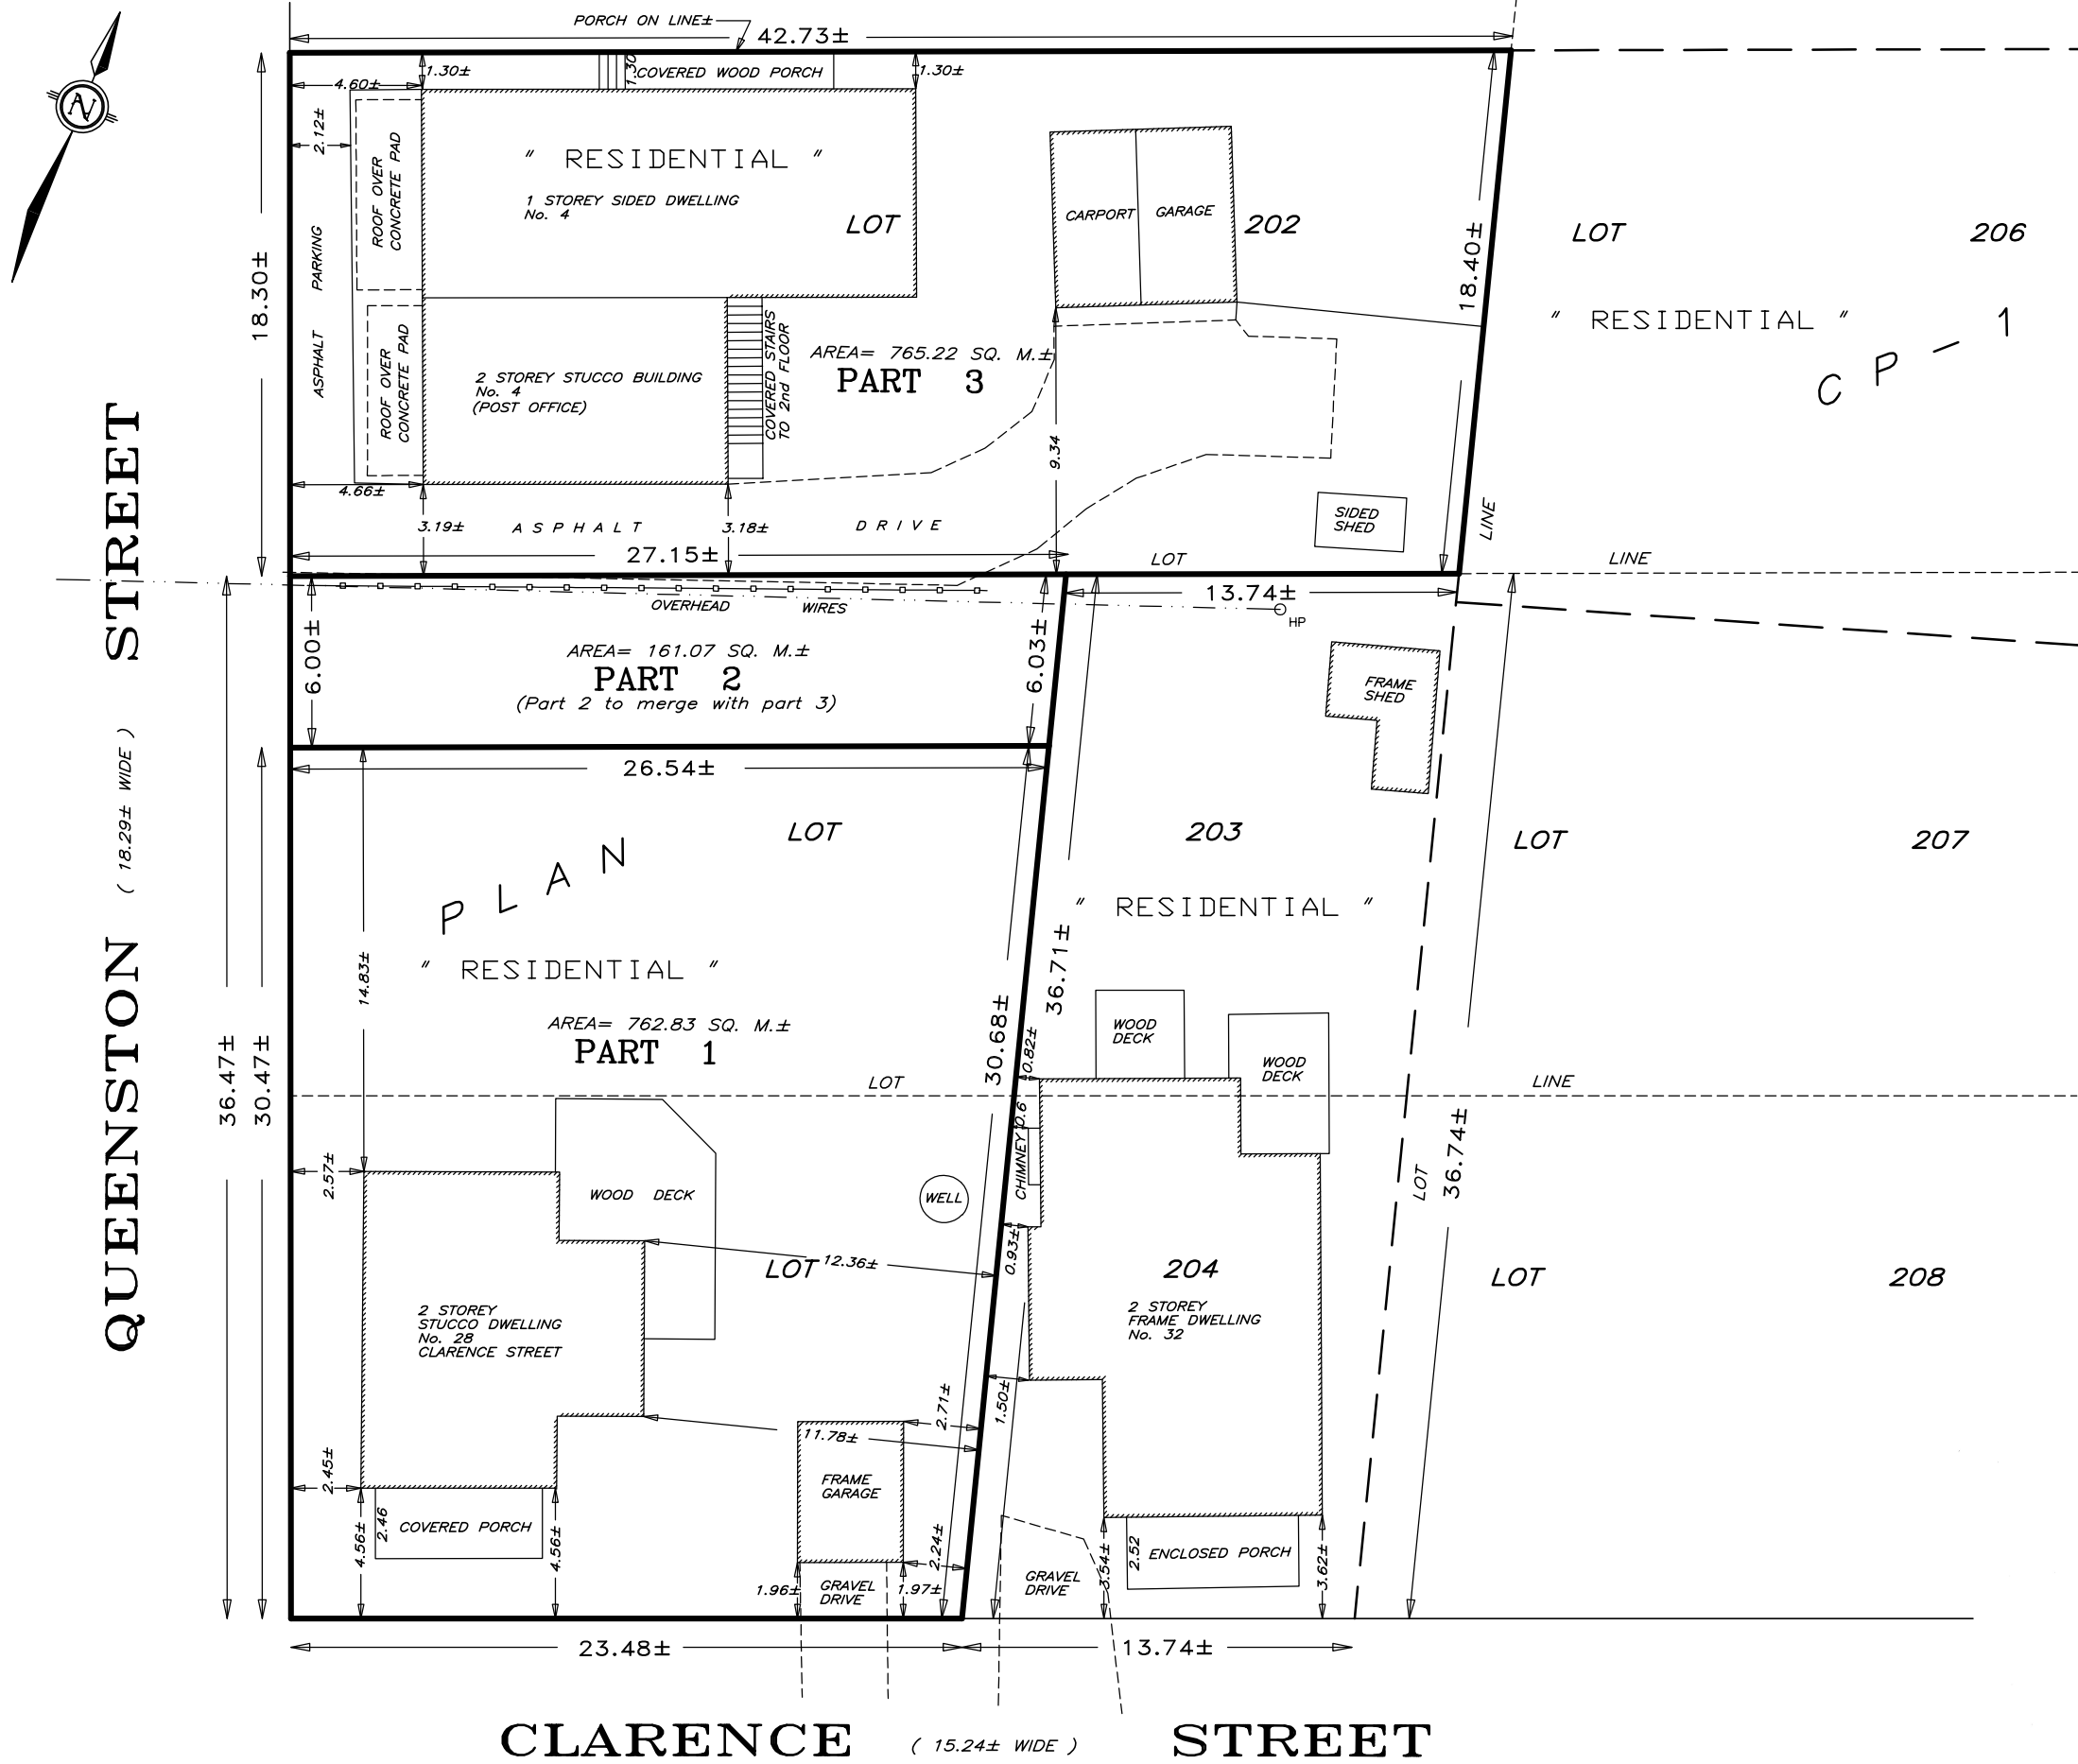 PORCH ON LINE±
42.73±
1.30±
1.30
COVERED WOOD PORCH
1.30±
4.60±
2.12±
ROOF OVER
CONCRETE PAD
" RESIDENTIAL "
1 STOREY SIDED DWELLING
No. 4
LOT
CARPORT
GARAGE
202
18.40±
LOT
206
18.30±
ASPHALT PARKING
" RESIDENTIAL "
CP-1
ROOF OVER
CONCRETE PAD
2 STOREY STUCCO BUILDING
No. 4
(POST OFFICE)
COVERED STAIRS
TO 2nd FLOOR
AREA= 765.22 SQ. M.±
PART 3
9.34
4.66±
3.19±
ASPHALT
3.18±
DRIVE
SIDED
SHED
LINE
27.15±
LOT
LINE
13.74±
OVERHEAD WIRES
HP
6.00±
AREA= 161.07 SQ. M.±
PART 2
(Part 2 to merge with part 3)
6.03±
FRAME
SHED
26.54±
QUEENSTON ( 18.29± WIDE ) STREET
LOT
203
LOT
207
PLAN
" RESIDENTIAL "
14.83±
" RESIDENTIAL "
36.71±
AREA= 762.83 SQ. M.±
PART 1
30.68±
0.82±
WOOD
DECK
WOOD
DECK
36.47±
30.47±
LOT
LINE
0.6
CHIMNEY
36.74±
LOT
2.57±
WOOD DECK
WELL
0.93±
LOT
12.36±
204
LOT
208
2 STOREY
STUCCO DWELLING
No. 28
CLARENCE STREET
2 STOREY
FRAME DWELLING
No. 32
2.71±
1.50±
11.78±
2.45±
FRAME
GARAGE
4.56±
2.46
COVERED PORCH
4.56±
2.24±
3.54±
2.52
ENCLOSED PORCH
3.62±
1.96±
GRAVEL
DRIVE
1.97±
GRAVEL
DRIVE
23.48±
13.74±
CLARENCE ( 15.24± WIDE ) STREET